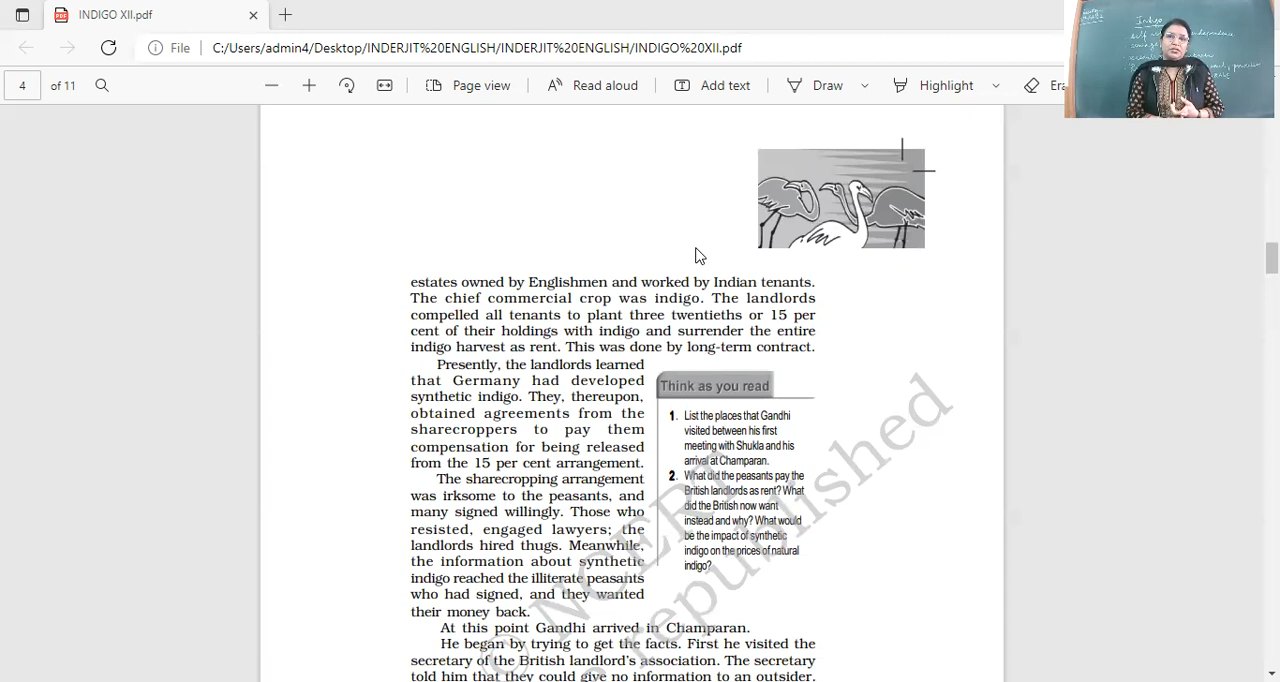 INDIGO XII.pdf
File
C:/Users/admin4/Desktop/INDERJIT%20ENGLISH/INDERJIT%20ENGLISH/INDIGO%20XII.pdf
4 of 11
Page view
Read aloud
Add text
Draw
Highlight
Era
Indigo
estates owned by Englishmen and worked by Indian tenants.
The chief commercial crop was indigo. The landlords
compelled all tenants to plant three twentieths or 15 per
cent of their holdings with indigo and surrender the entire
indigo harvest as rent. This was done by long-term contract.
Presently, the landlords learned
that Germany had developed
synthetic indigo. They, thereupon,
obtained agreements from the
sharecroppers to pay them
compensation for being released
from the 15 per cent arrangement.
The sharecropping arrangement
was irksome to the peasants, and
many signed willingly. Those who
resisted, engaged lawyers; the
landlords hired thugs. Meanwhile,
the information about synthetic
indigo reached the illiterate peasants
who had signed, and they wanted
their money back.
Think as you read
1. List the places that Gandhi
visited between his first
meeting with Shukla and his
arrival at Champaran.
2. What did the peasants pay the
British landlords as rent? What
did the British now want
instead and why? What would
be the impact of synthetic
indigo on the prices of natural
indigo?
At this point Gandhi arrived in Champaran.
He began by trying to get the facts. First he visited the
secretary of the British landlord's association. The secretary
told him that they could give no information to an outsider.
© NCERT
republished